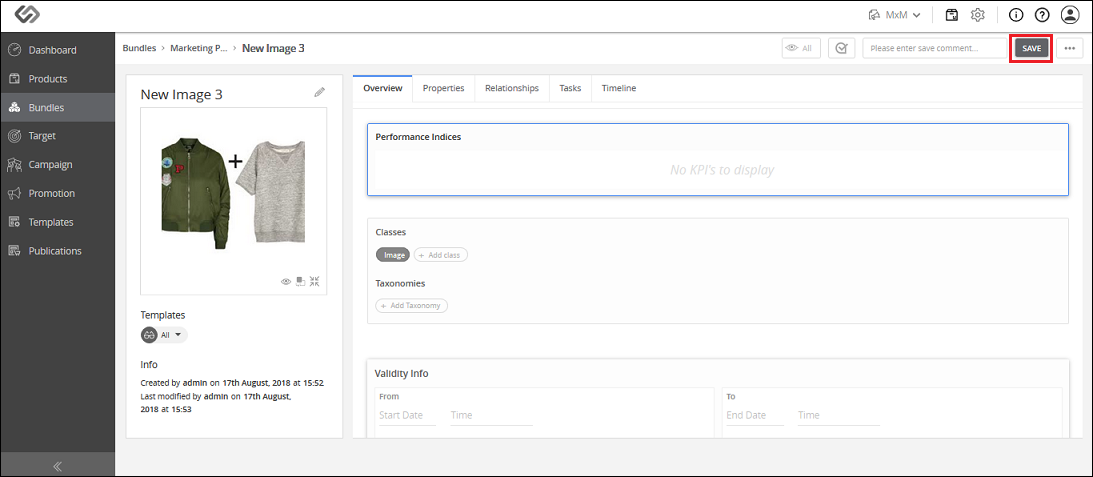 MxM
Dashboard
Products
Bundles
Target
Campaign
Promotion
Templates
Publications
Bundles > Marketing P... > New Image 3
All
Please enter save comment...
SAVE
New Image 3
P
+
Templates
All
Info
Created by admin on 17th August, 2018 at 15:52
Last modified by admin on 17th August,
2018 at 15:53
Overview
Properties
Relationships
Tasks
Timeline
Performance Indices
No KPI's to display
Classes
Image
+ Add class
Taxonomies
+ Add Taxonomy
Validity Info
From
Start Date
Time
To
End Date
Time